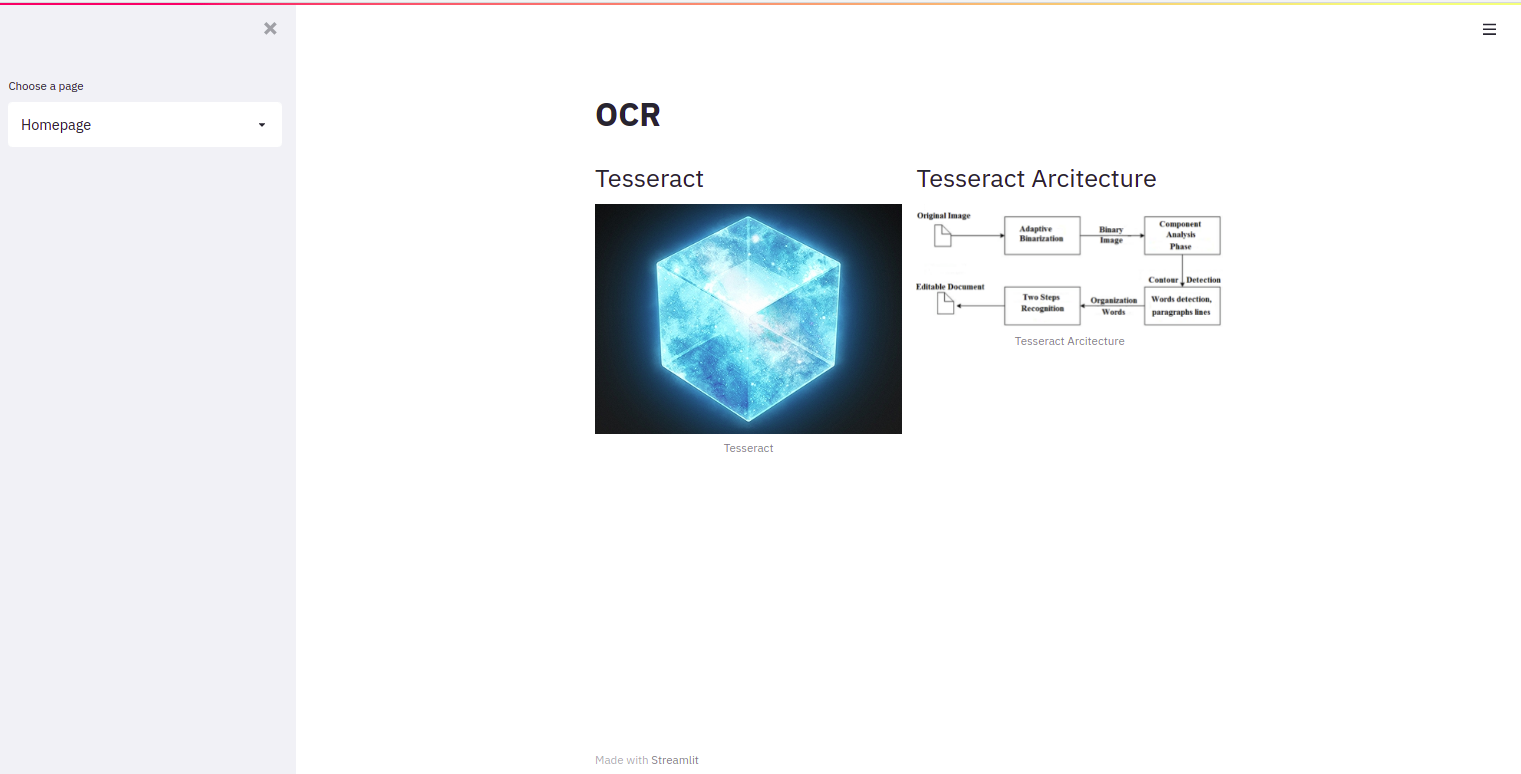 Choose a page
Homepage
OCR
Tesseract
Tesseract
Tesseract Arcitecture
Original Image
Adaptive
Binarization
Binary
Image
Component
Analysis
Phase
Contour Detection
Editable Document
Two Steps
Recognition
Organization
Words
Words detection,
paragraphs lines
Tesseract Arcitecture
Made with Streamlit